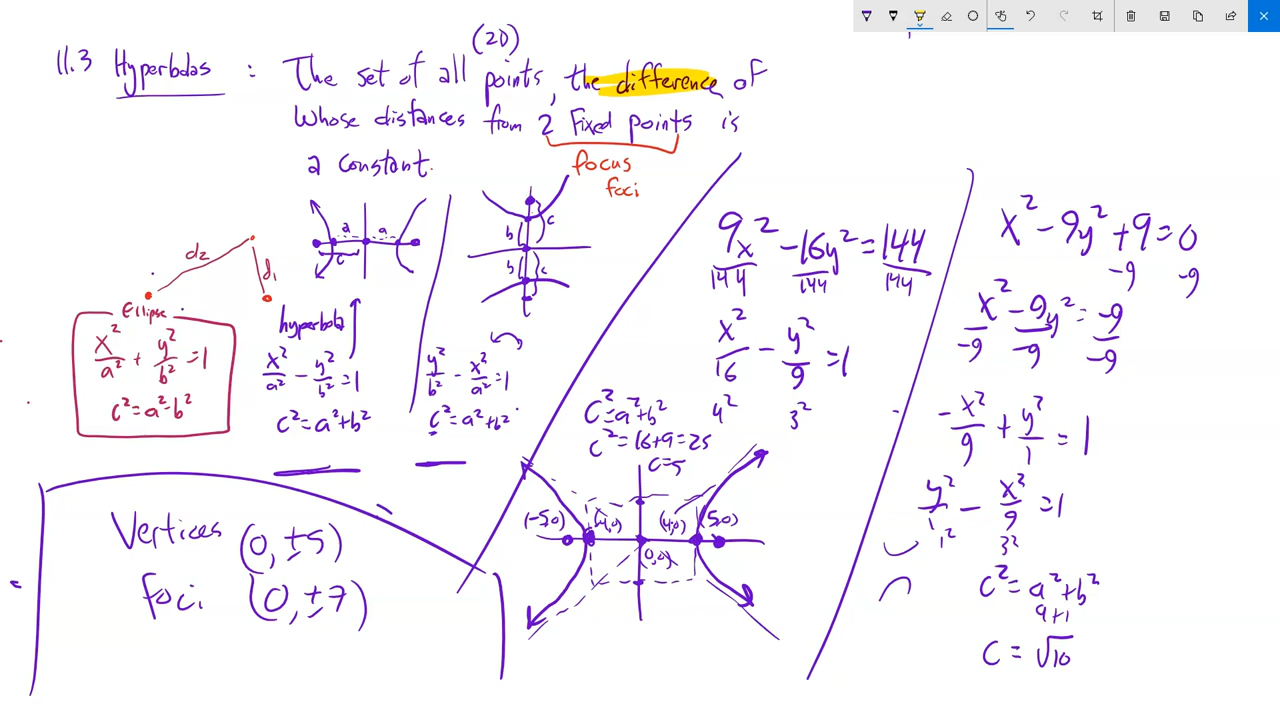 11.3 Hyperbolas : The set of all points, the difference of
(20)
whose distances from 2 Fixed points is
a constant.
focus
foci
d2
d1
Ellipse
x²/a² + y²/b² = 1
c² = a² - b²
a a
c
hyperbola
x²/a² - y²/b² = 1
c² = a² + b²
b c
b c
y²/b² - x²/a² = 1
c² = a² + b²
Vertices (0, ±5)
foci (0, ±7)
9x² - 16y² = 144
144 144 144
x²/16 - y²/9 = 1
4² 3²
c² = a² + b²
c² = 16 + 9 = 25
c = 5
(-5,0) (-4,0) (4,0) (5,0)
(0,0)
x² - 9y² + 9 = 0
-9 -9
x² - 9y² = -9
-9 -9 -9
-x²/9 + y²/1 = 1
y²/1² - x²/9 = 1
3²
c² = a² + b²
9+1
c = √10